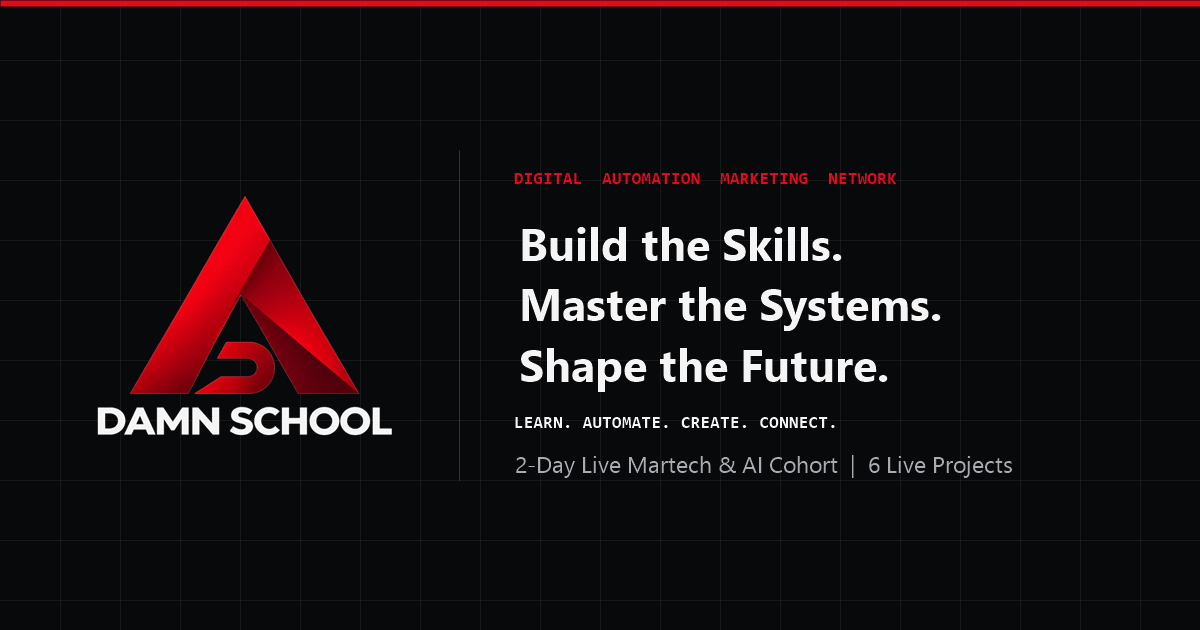 DIGITAL AUTOMATION MARKETING NETWORK
Build the Skills.
Master the Systems.
Shape the Future.
LEARN. AUTOMATE. CREATE. CONNECT.
2-Day Live Martech & AI Cohort | 6 Live Projects
DAMN SCHOOL